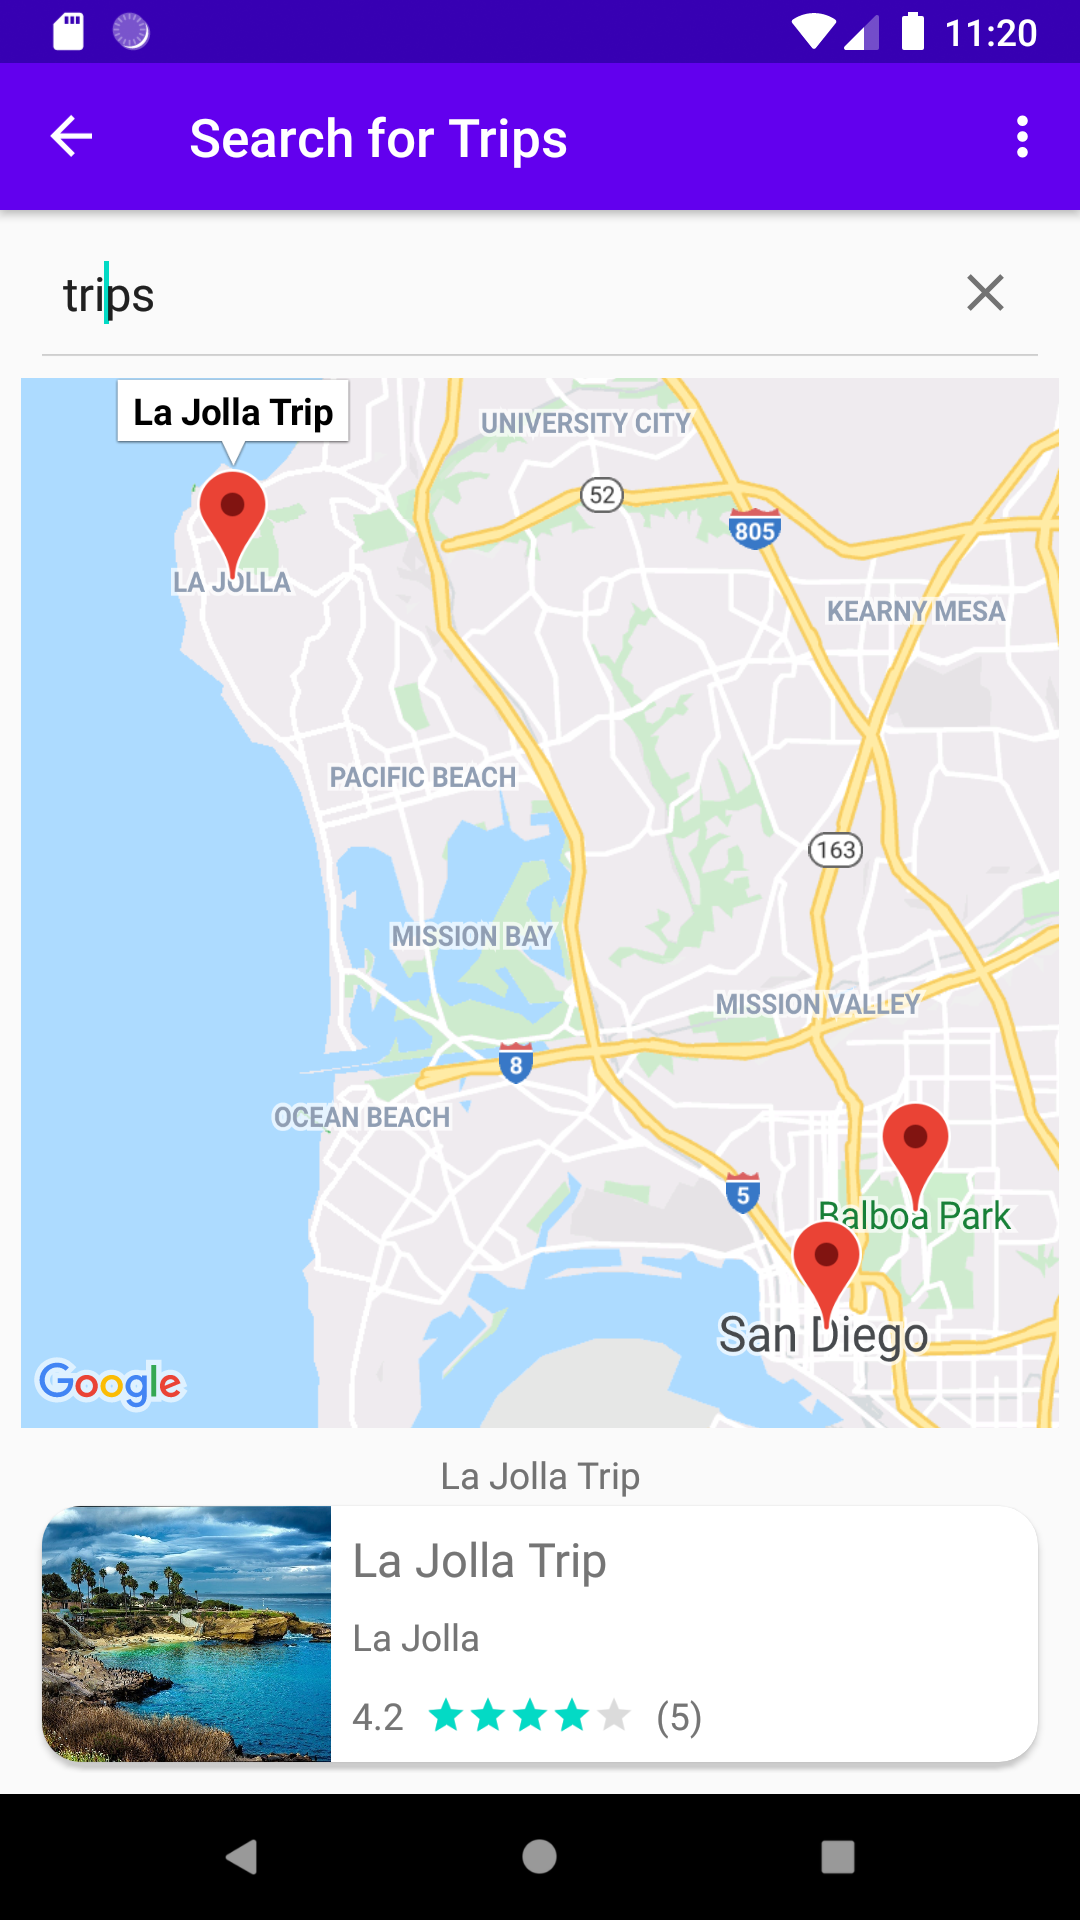 11:20
Search for Trips
trips
La Jolla Trip
UNIVERSITY CITY
52
805
LA JOLLA
KEARNY MESA
PACIFIC BEACH
163
MISSION BAY
MISSION VALLEY
8
OCEAN BEACH
5
Balboa Park
San Diego
Google
La Jolla Trip
La Jolla Trip
La Jolla
4.2 (5)